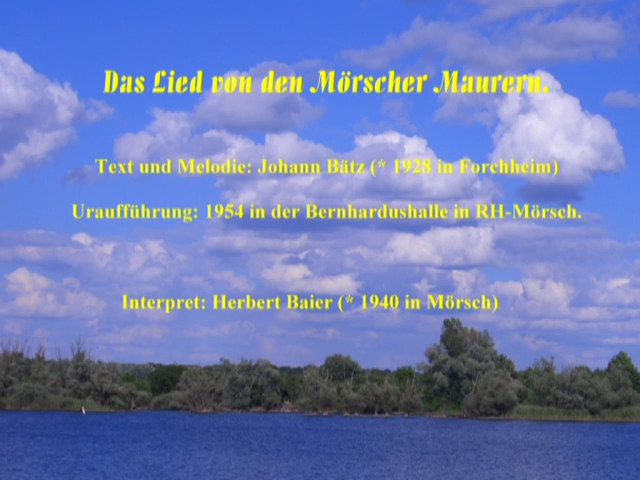 Das Lied von den Mörscher Maurern.
Text und Melodie: Johann Bätz (* 1928 in Forchheim)
Uraufführung: 1954 in der Bernhardushalle in RH-Mörsch.
Interpret: Herbert Baier (* 1940 in Mörsch)